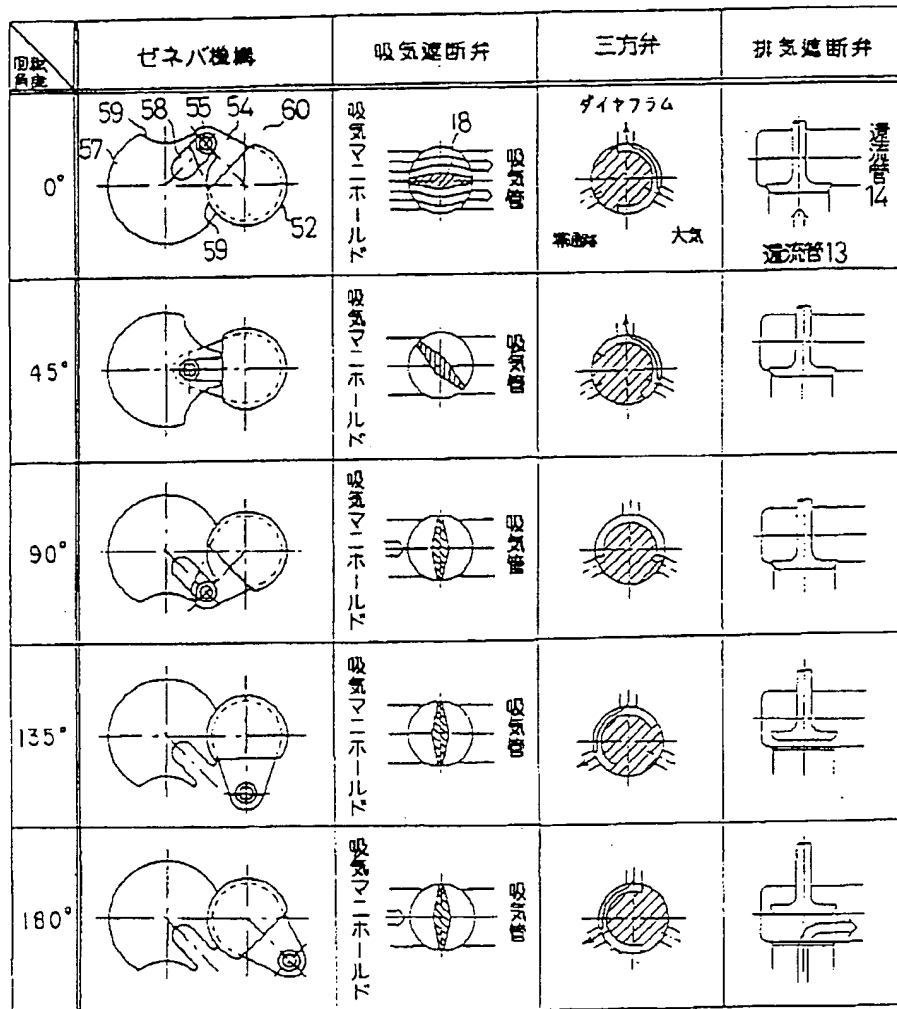 回転角度
ゼネバ機構
吸気遮断弁
三方弁
排気遮断弁
0°
59 58 55 54 60
57
59
52
吸気マニホールド
18
吸気管
ダイヤフラム
大気
還流管14
還流管13
45°
吸気マニホールド
吸気管
90°
吸気マニホールド
吸気管
135°
吸気マニホールド
吸気管
180°
吸気マニホールド
吸気管